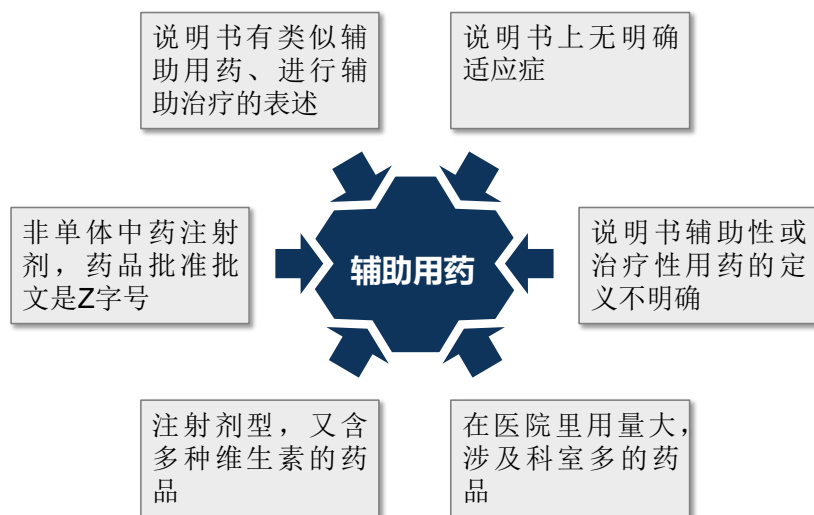 说明书有类似辅
助用药、进行辅
助治疗的表述
说明书上无明确
适应症
非单体中药注射
剂，药品批准批
文是Z字号
辅助用药
说明书辅助性或
治疗性用药的定
义不明确
注射剂型，又含
多种维生素的药
品
在医院里用量大，
涉及科室多的药
品